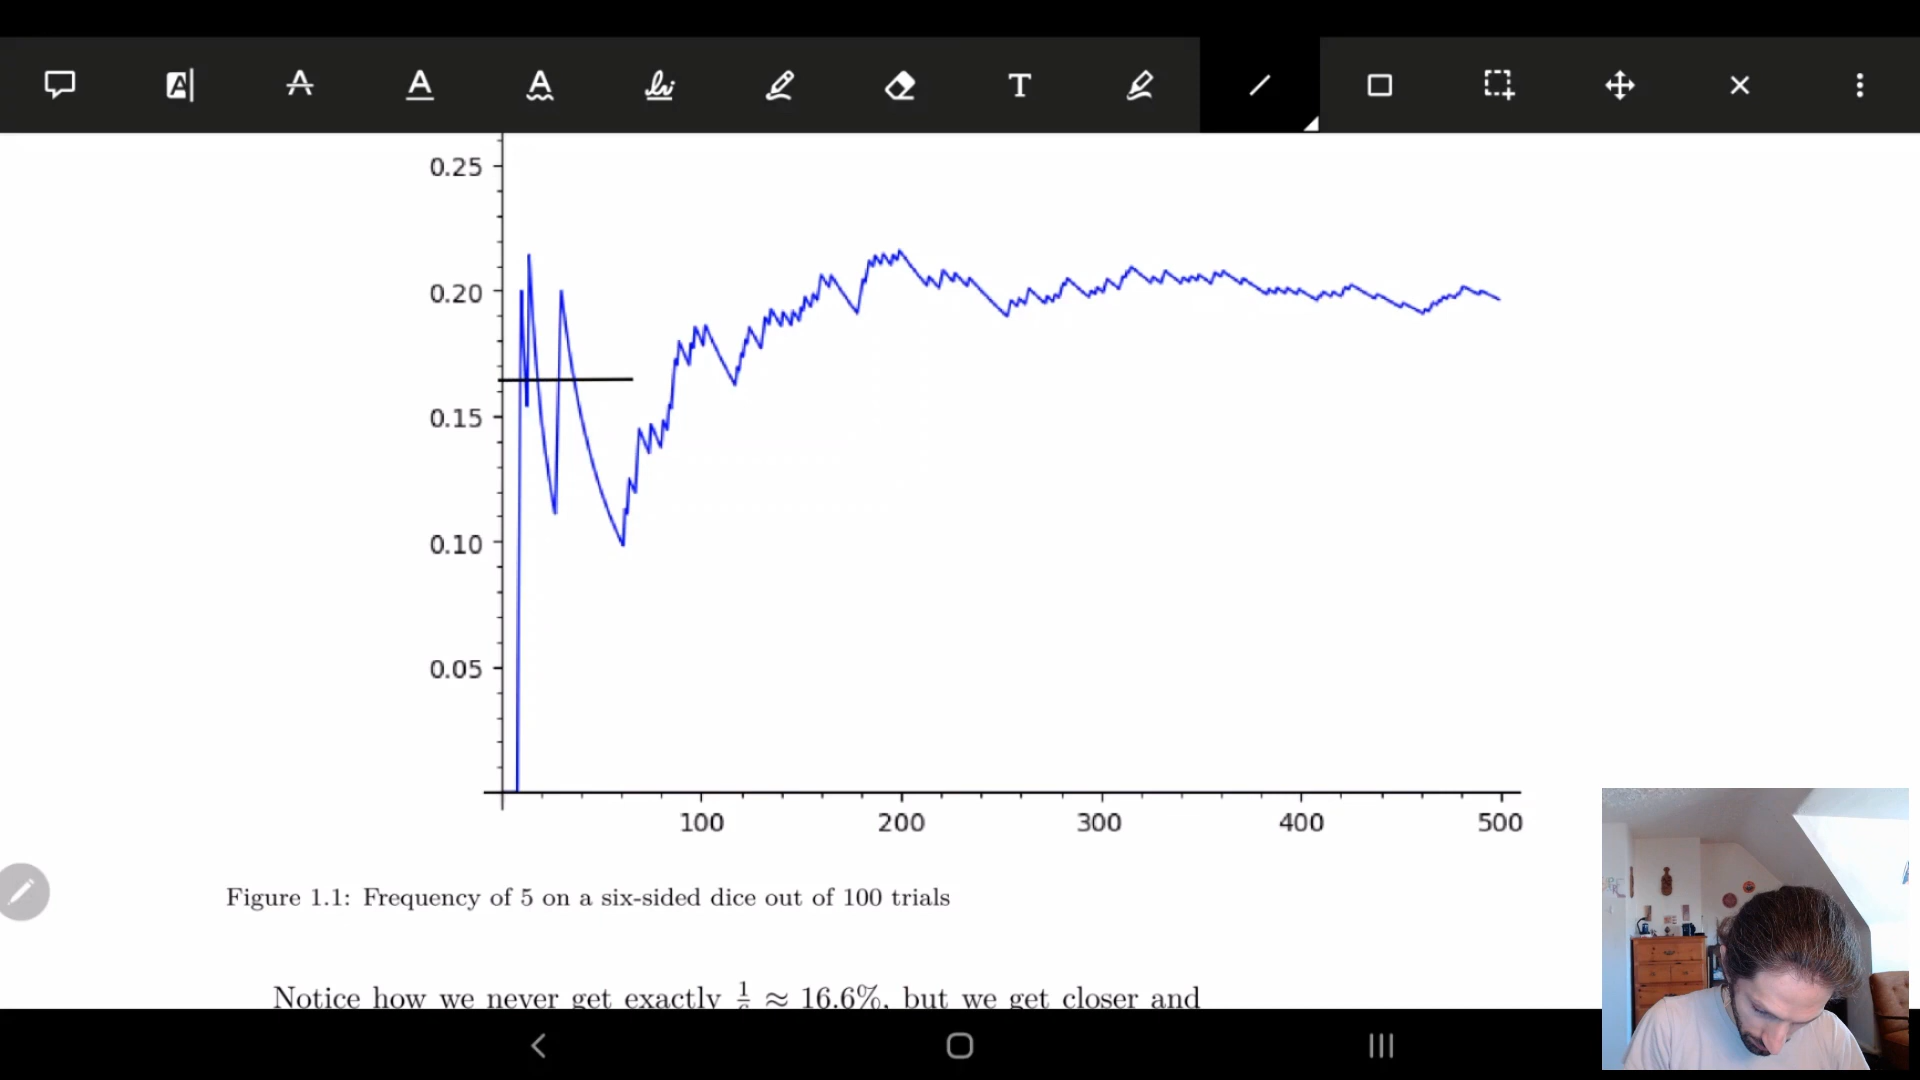 0.25
0.20
0.15
0.10
0.05
100 200 300 400 500
Figure 1.1: Frequency of 5 on a six-sided dice out of 100 trials
Notice how we never get exactly 1/6 ≈ 16.6%, but we get closer and